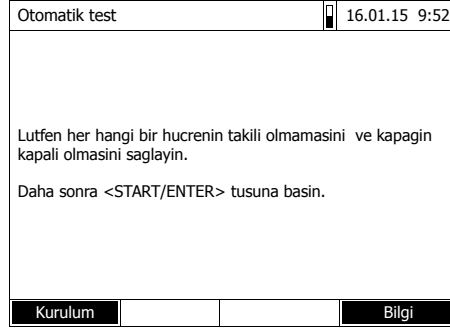 Otomatik test 16.01.15 9:52
Lutfen her hangi bir hucrenin takili olmamasini ve kapagin
kapali olmasini saglayin.
Daha sonra <START/ENTER> tusuna basin.
Kurulum Bilgi